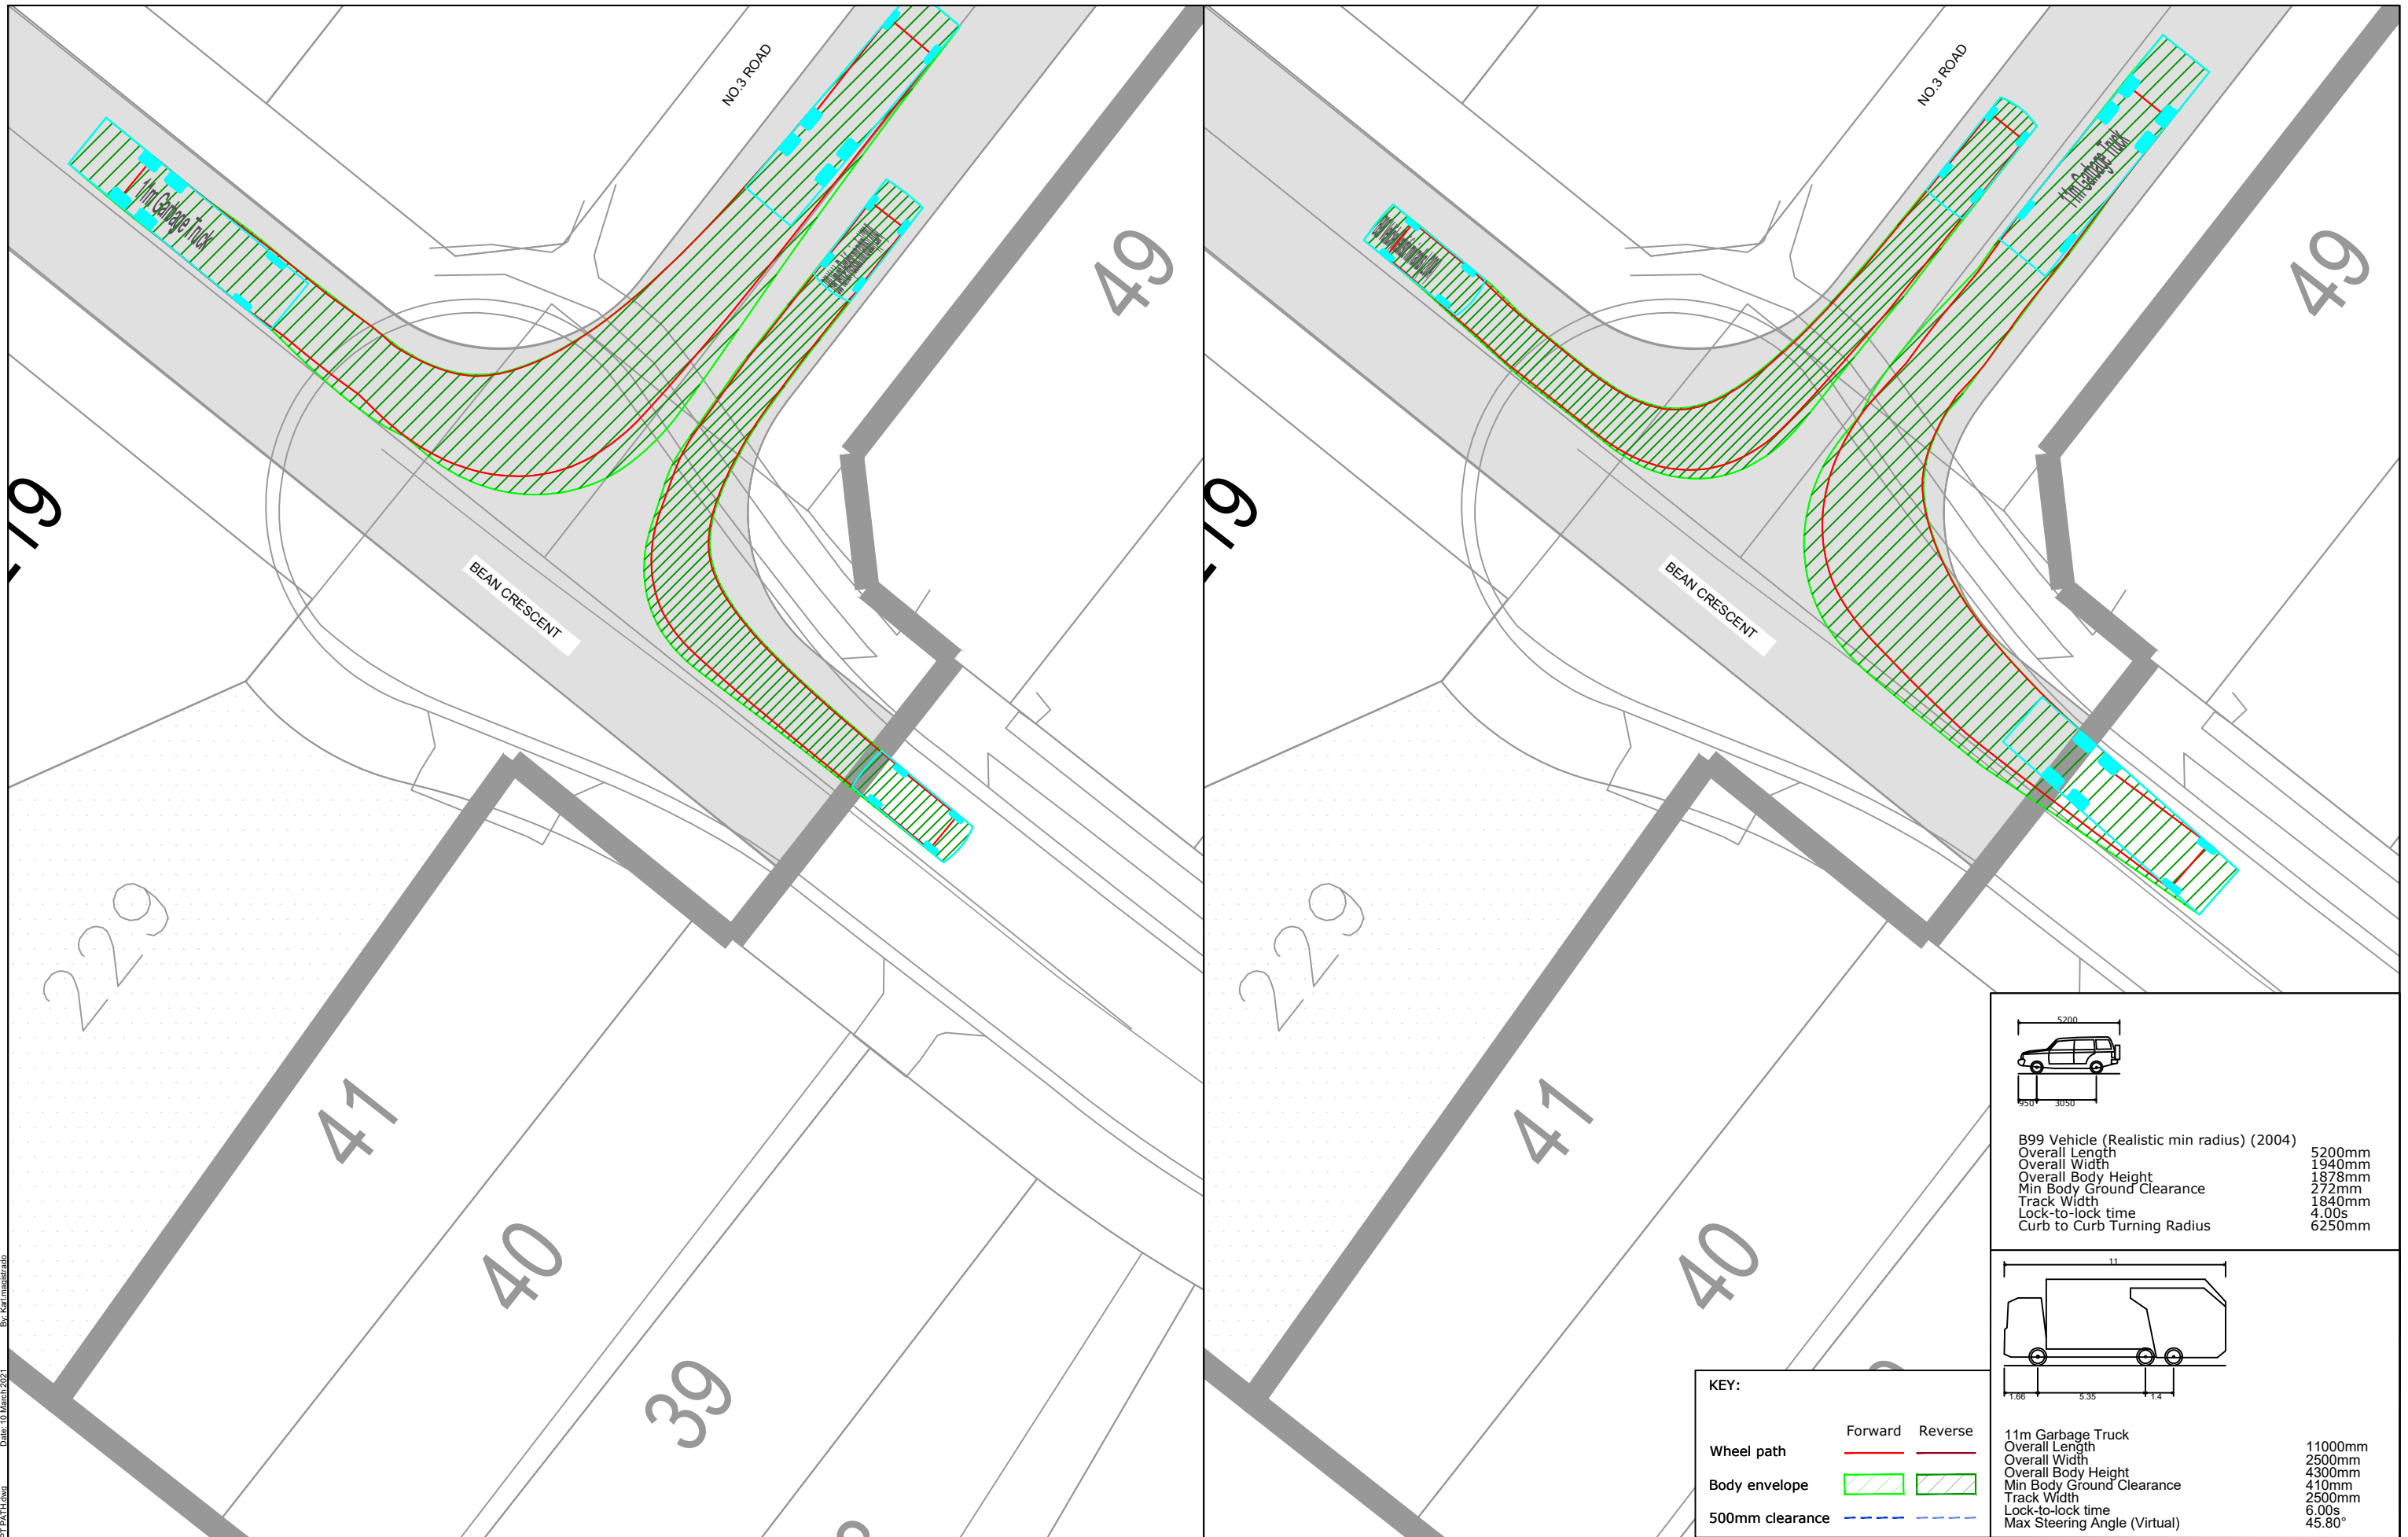 NO.3 ROAD
11m Garbage Truck
49
BEAN CRESCENT
229
41
40
39
NO.3 ROAD
11m Garbage Truck
49
BEAN CRESCENT
229
41
40
5200
950
3050
B99 Vehicle (Realistic min radius) (2004)
Overall Length 5200mm
Overall Width 1940mm
Overall Body Height 1878mm
Min Body Ground Clearance 272mm
Track Width 1840mm
Lock-to-lock time 4.00s
Curb to Curb Turning Radius 6250mm
11
1.66
5.35
1.4
11m Garbage Truck
Overall Length 11000mm
Overall Width 2500mm
Overall Body Height 4300mm
Min Body Ground Clearance 410mm
Track Width 2500mm
Lock-to-lock time 6.00s
Max Steering Angle (Virtual) 45.80°
KEY:
Forward Reverse
Wheel path
Body envelope
500mm clearance
By: Karl.magistrado
Date: 10 March 2021
PATH.dwg